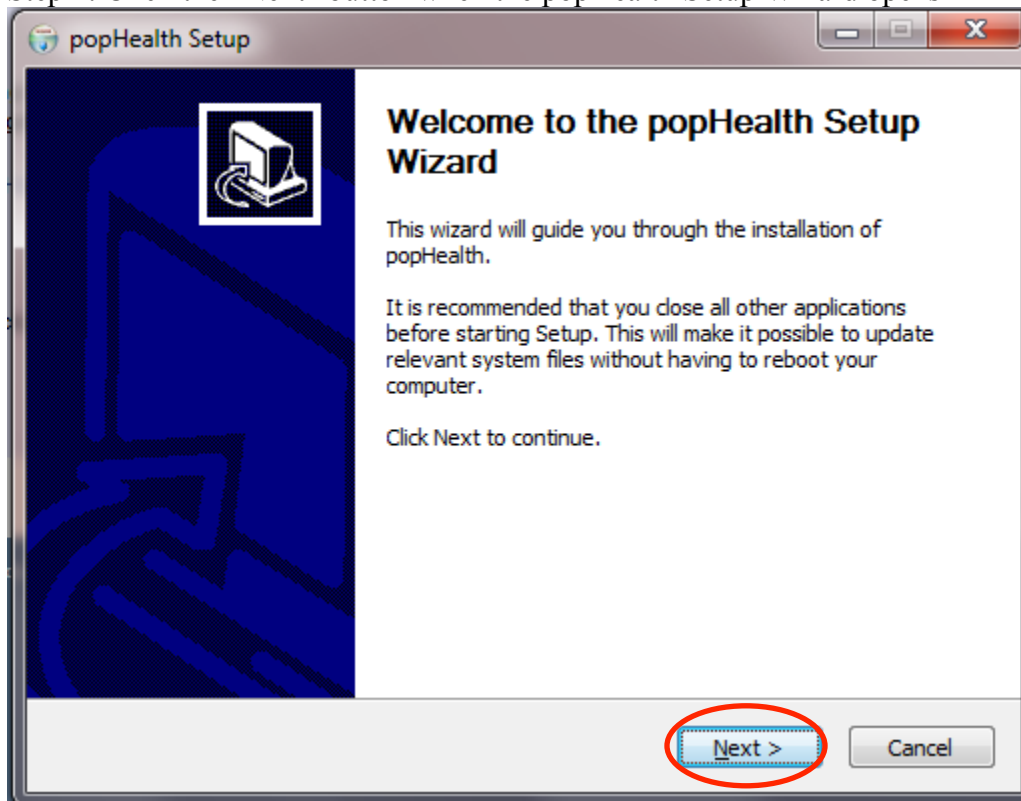 popHealth Setup
Welcome to the popHealth Setup
Wizard
This wizard will guide you through the installation of
popHealth.
It is recommended that you close all other applications
before starting Setup. This will make it possible to update
relevant system files without having to reboot your
computer.
Click Next to continue.
Next >
Cancel